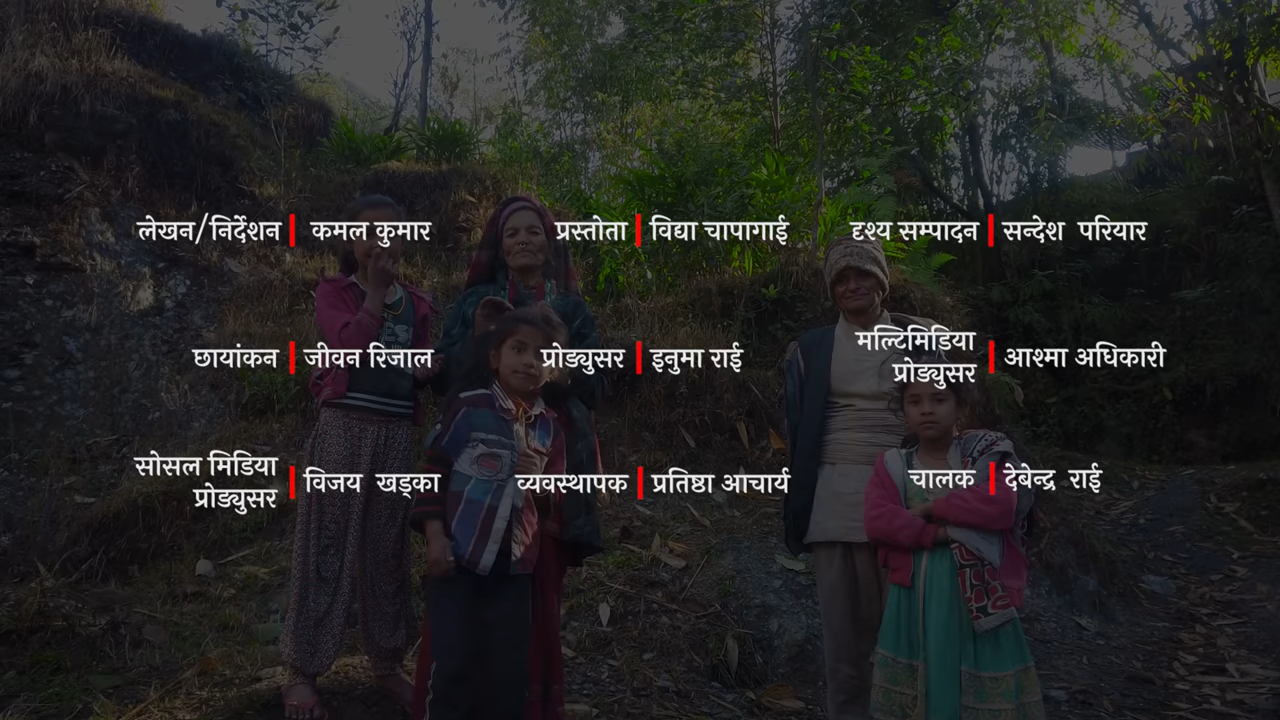 लेखन/निर्देशन | कमल कुमार
प्रस्तोता | विद्या चापागाई
दृश्य सम्पादन | सन्देश परियार
छायांकन | जीवन रिजाल
प्रोड्युसर | इनुमा राई
मल्टिमिडिया
प्रोड्युसर | आश्मा अधिकारी
सोसल मिडिया
प्रोड्युसर | विजय खड्का
व्यवस्थापक | प्रतिष्ठा आचार्य
चालक | देबेन्द्र राई